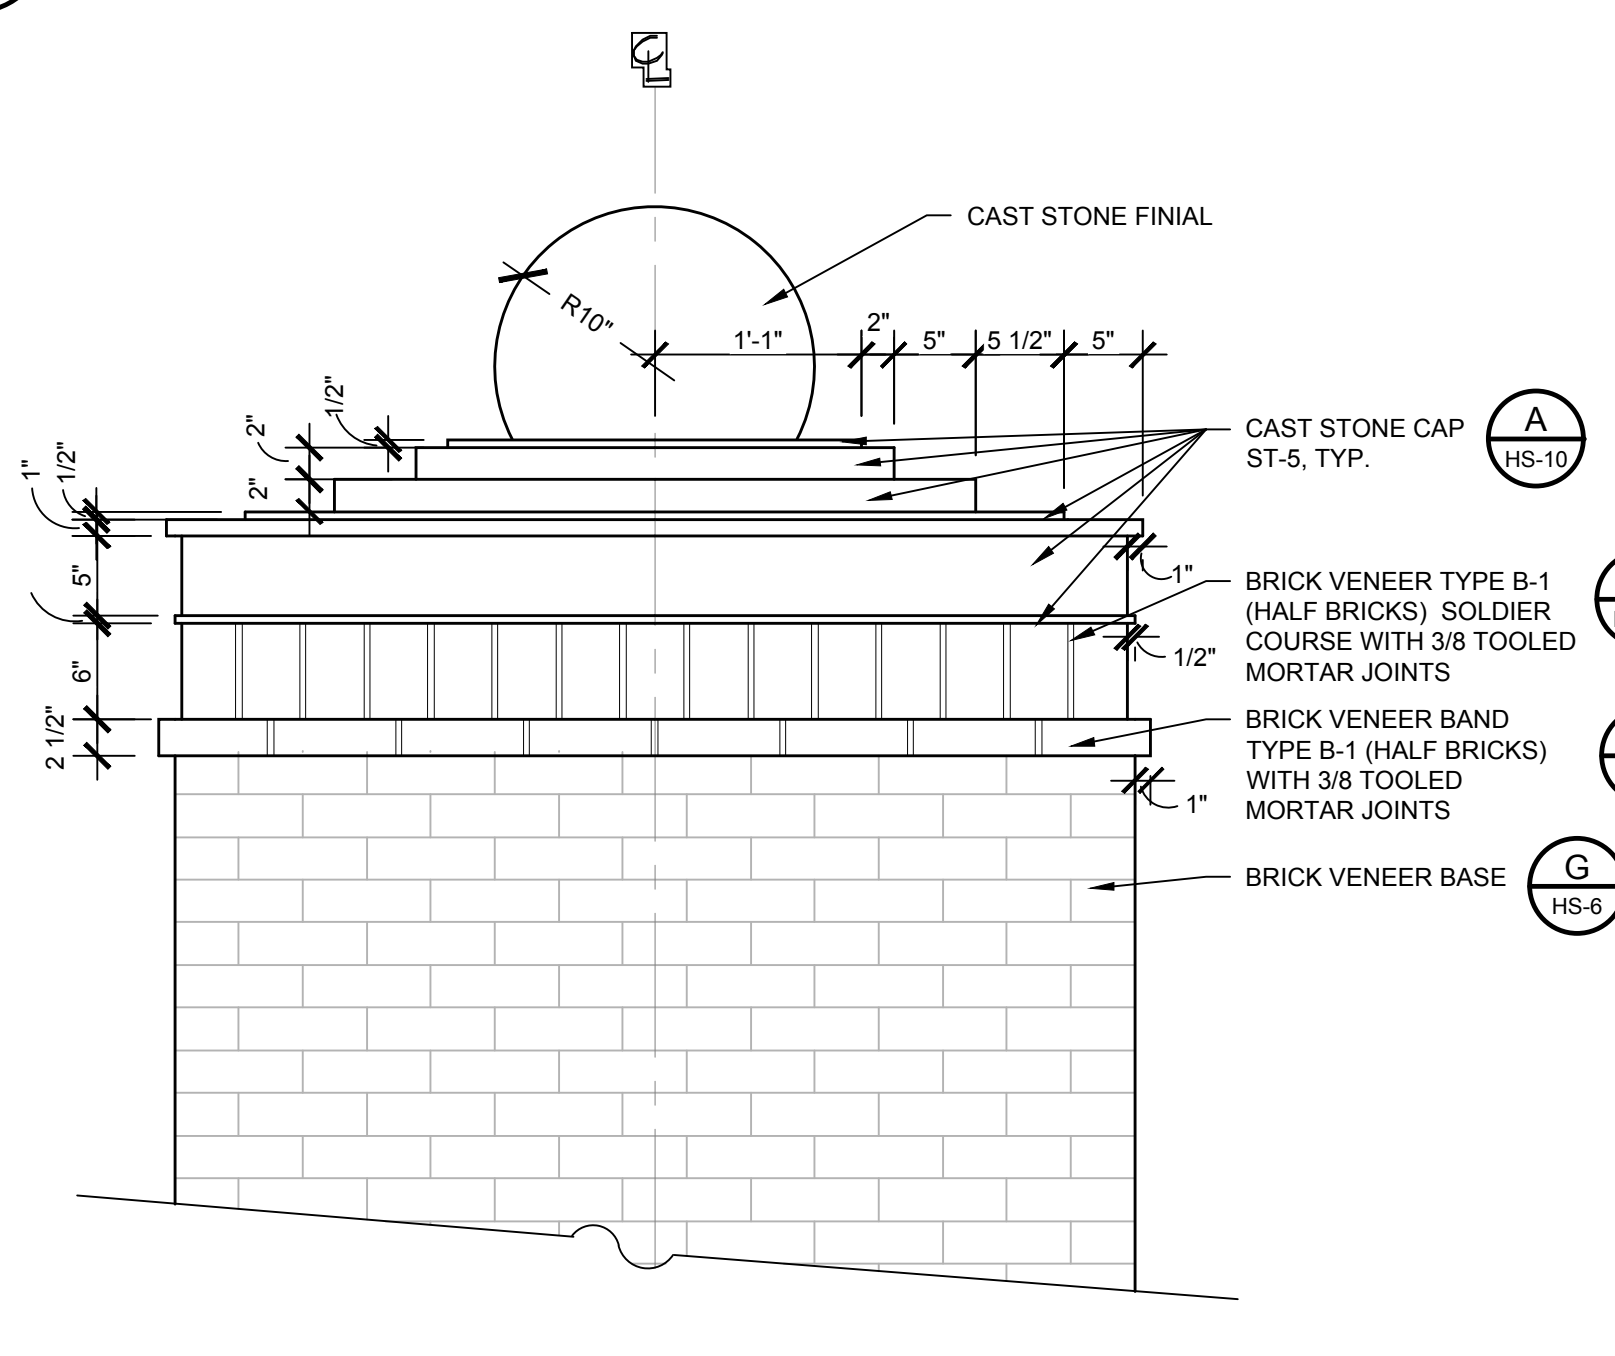 CL
CAST STONE FINIAL
R10"
1'-1"
2"
5"
5 1/2"
5"
1/2"
2"
2"
1/2"
1"
5"
6"
2 1/2"
CAST STONE CAP
ST-5, TYP.
A
HS-10
1"
BRICK VENEER TYPE B-1
(HALF BRICKS) SOLDIER
COURSE WITH 3/8 TOOLED
MORTAR JOINTS
1/2"
BRICK VENEER BAND
TYPE B-1 (HALF BRICKS)
WITH 3/8 TOOLED
MORTAR JOINTS
1"
BRICK VENEER BASE
G
HS-6